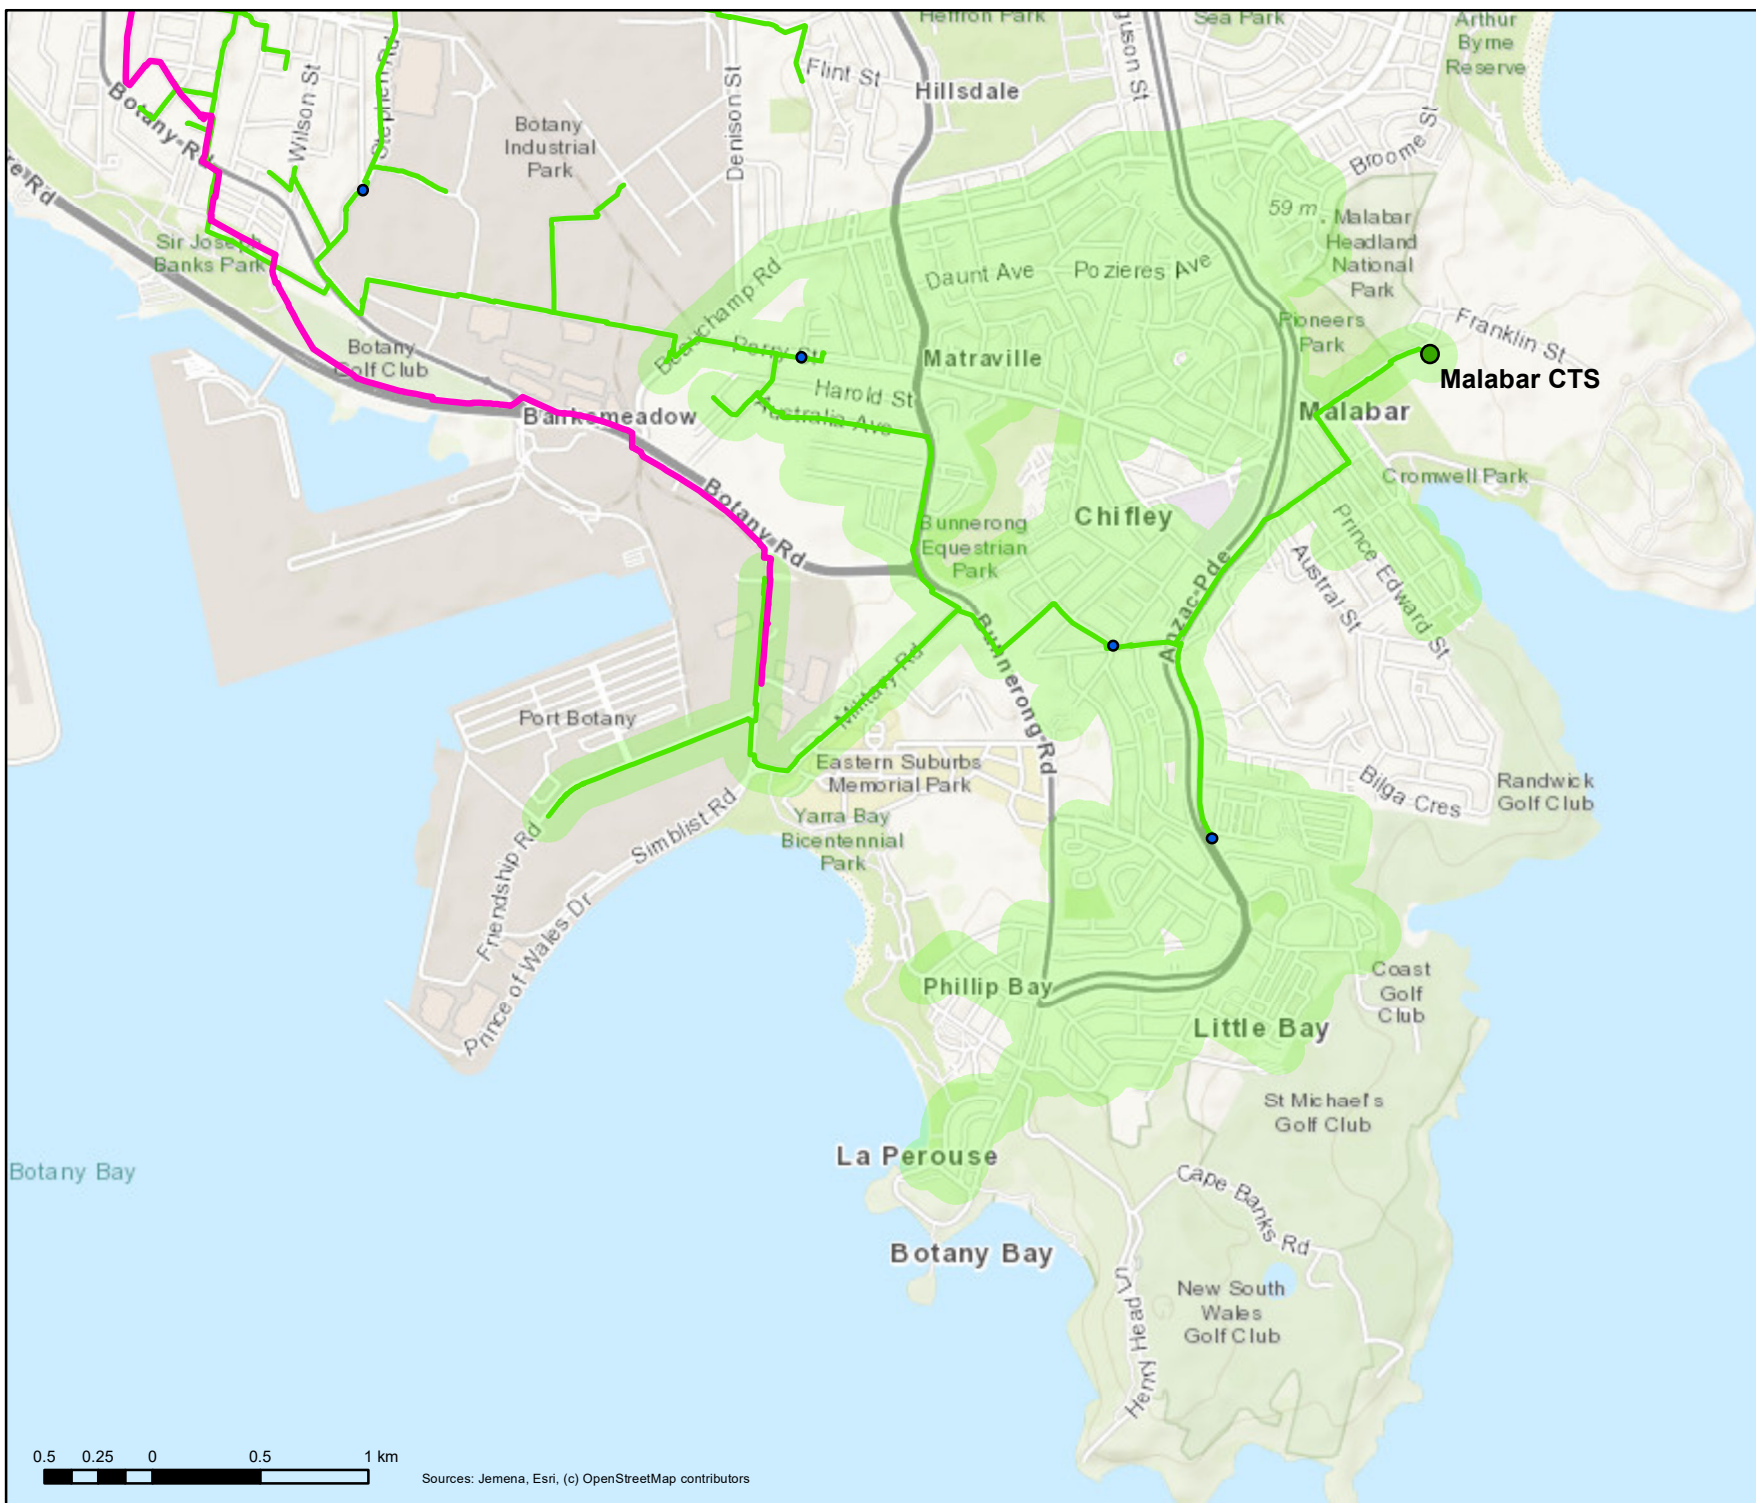 Heffron Park
Sea Park
Arthur
Byrne
Reserve
Flint St
Hillsdale
Botany Rd
Wilson St
Stephen Rd
Botany
Industrial
Park
Denison St
Broome St
59 m
Malabar
Headland
National
Park
Sir Joseph
Banks Park
Beauchamp Rd
Daunt Ave
Pozieres Ave
Pioneers
Park
Franklin St
Botany
Golf Club
Perry St
Matraville
Malabar CTS
Harold St
Malabar
Banksmeadow
Australia Ave
Cromwell Park
Botany Rd
Bunnerong
Equestrian
Park
Chifley
Prince Edward St
Austral St
Anzac Pde
Bunnerong Rd
Military Rd
Port Botany
Eastern Suburbs
Memorial Park
Bilga Cres
Randwick
Golf Club
Simblist Rd
Yarra Bay
Bicentennial
Park
Friendship Rd
Prince of Wales Dr
Phillip Bay
Coast
Golf
Club
Little Bay
St Michael's
Golf Club
La Perouse
Botany Bay
Cape Banks Rd
Botany Bay
Henry Head Ln
New South
Wales
Golf Club
0.5 0.25 0 0.5 1 km
Sources: Jemena, Esri, (c) OpenStreetMap contributors